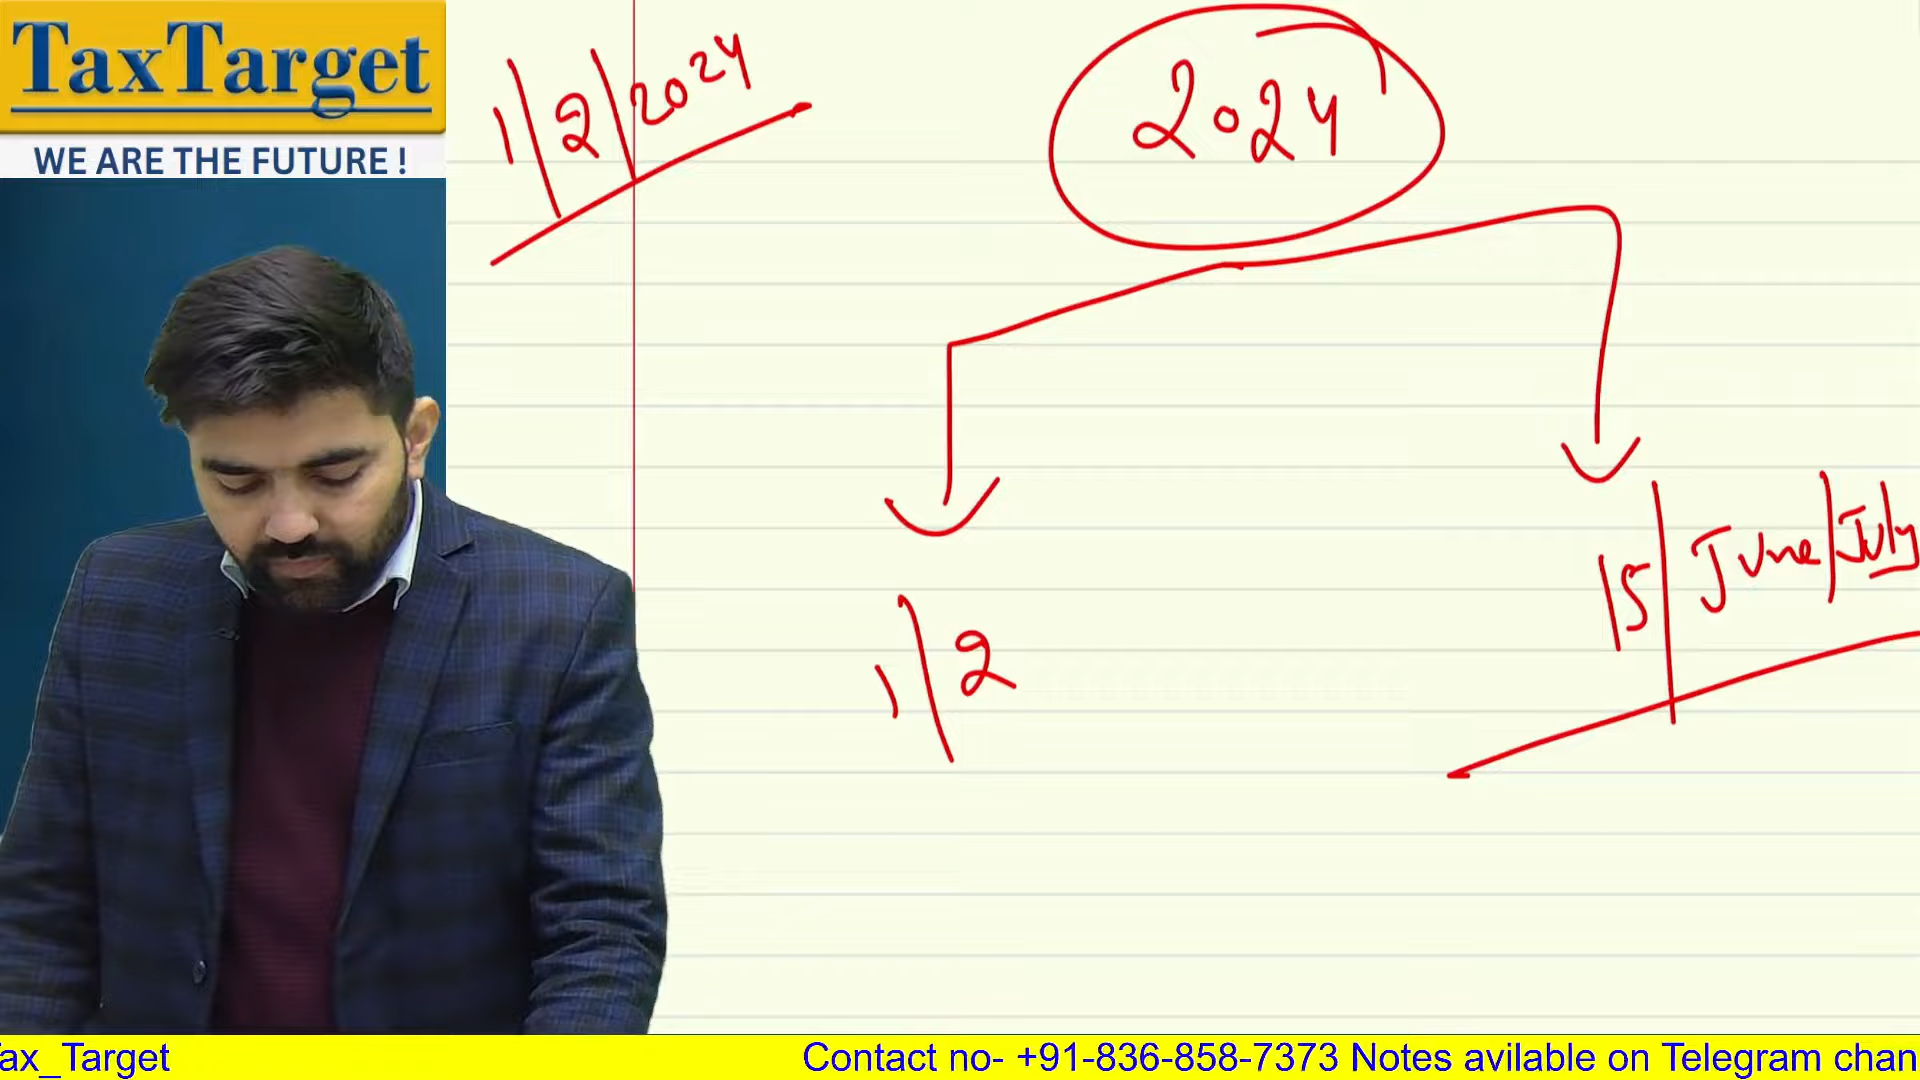 TaxTarget
WE ARE THE FUTURE !
1/2/2024
2024
1/2
15/June/July
ax_Target
Contact no- +91-836-858-7373 Notes avilable on Telegram chan